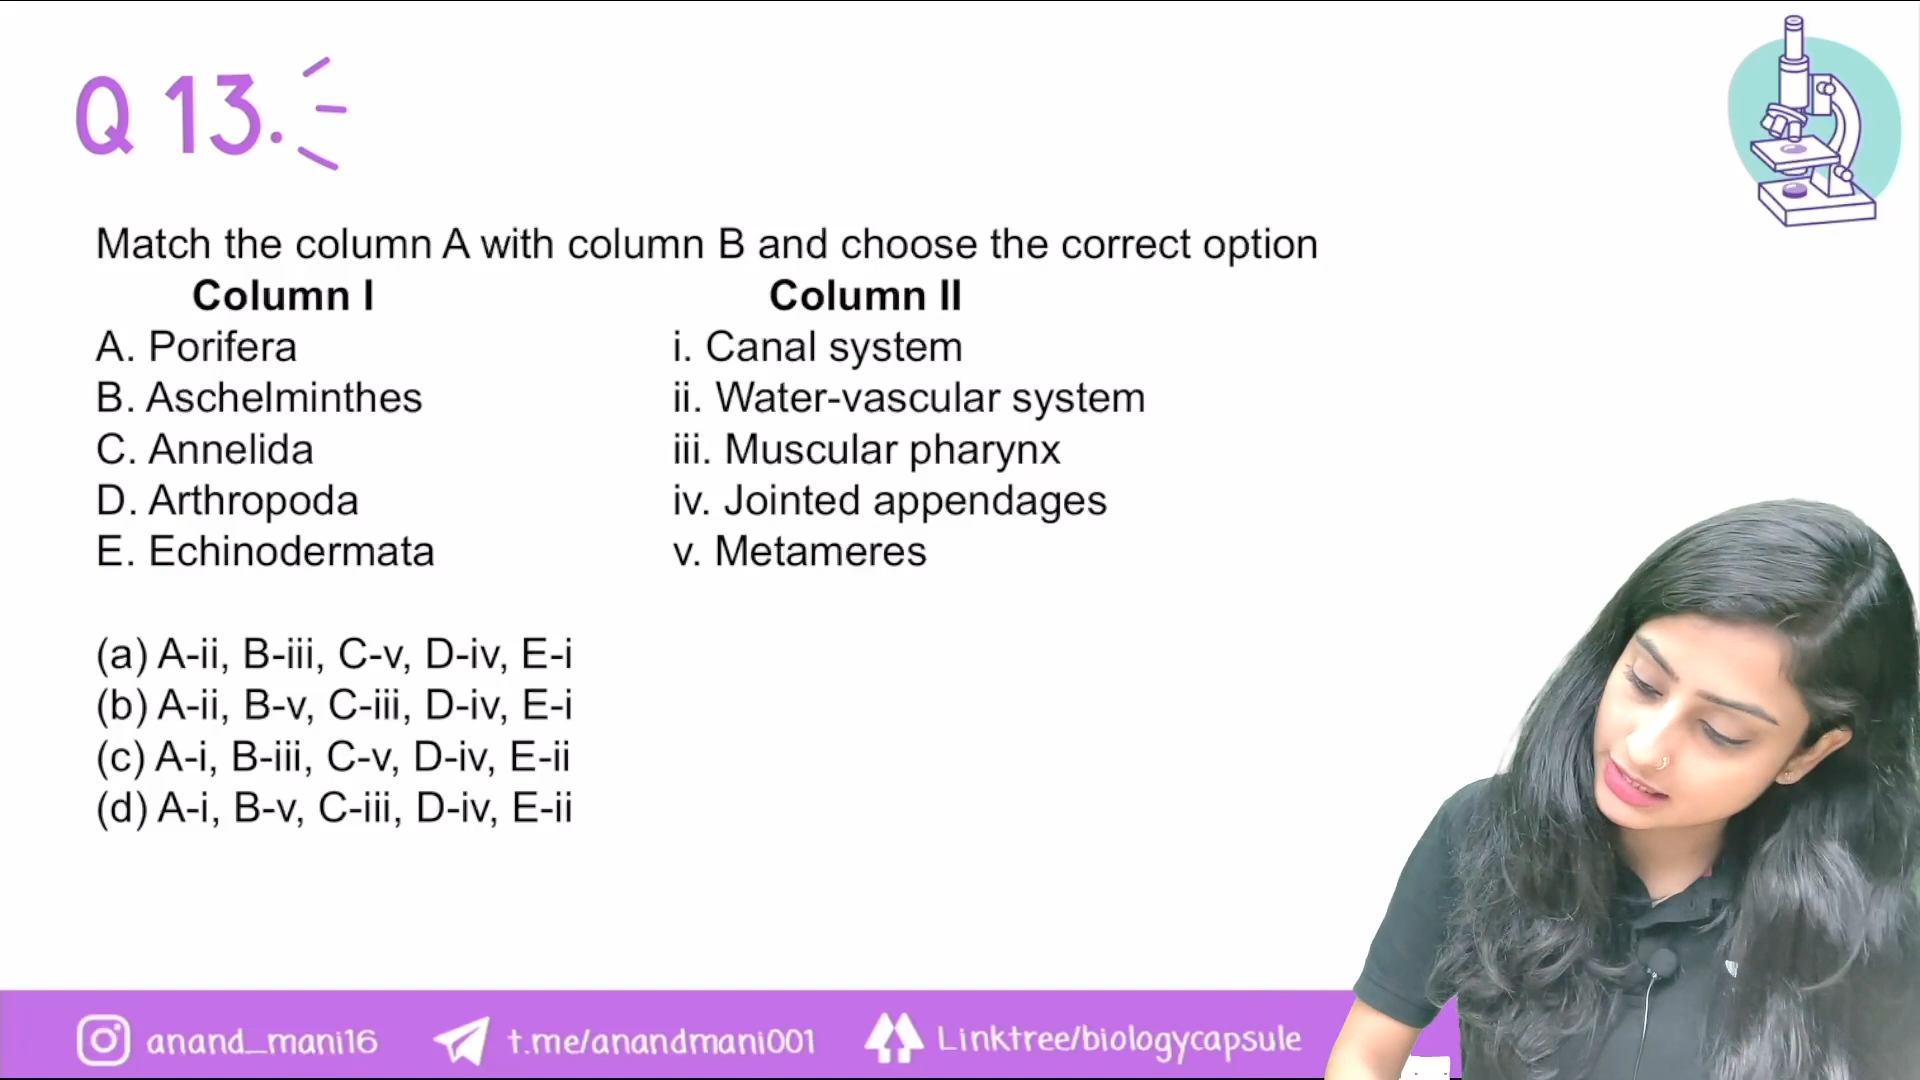 Q 13.
Match the column A with column B and choose the correct option
Column I Column II
A. Porifera i. Canal system
B. Aschelminthes ii. Water-vascular system
C. Annelida iii. Muscular pharynx
D. Arthropoda iv. Jointed appendages
E. Echinodermata v. Metameres
(a) A-ii, B-iii, C-v, D-iv, E-i
(b) A-ii, B-v, C-iii, D-iv, E-i
(c) A-i, B-iii, C-v, D-iv, E-ii
(d) A-i, B-v, C-iii, D-iv, E-ii
anand_mani16 t.me/anandmani001 Linktree/biologycapsule